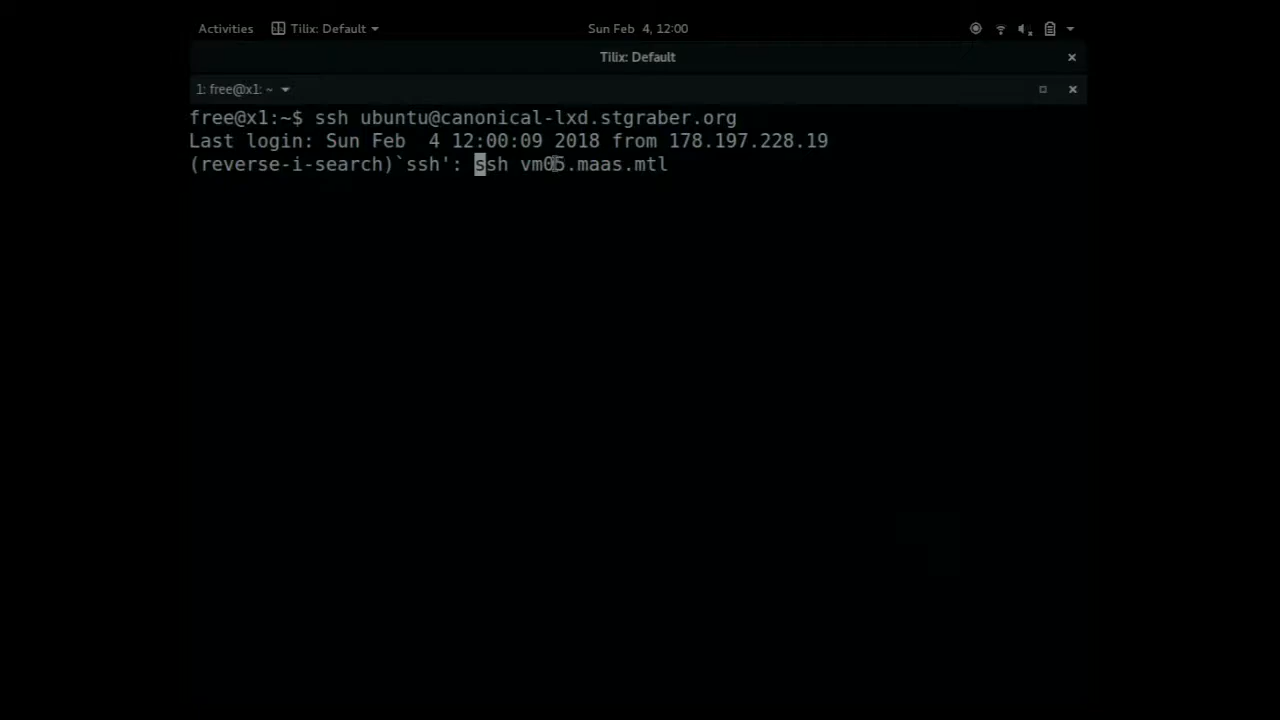 Activities Tilix: Default Sun Feb 4, 12:00
Tilix: Default
1: free@x1: ~
free@x1:~$ ssh ubuntu@canonical-lxd.stgraber.org
Last login: Sun Feb  4 12:00:09 2018 from 178.197.228.19
(reverse-i-search)`ssh': ssh vm05.maas.mtl